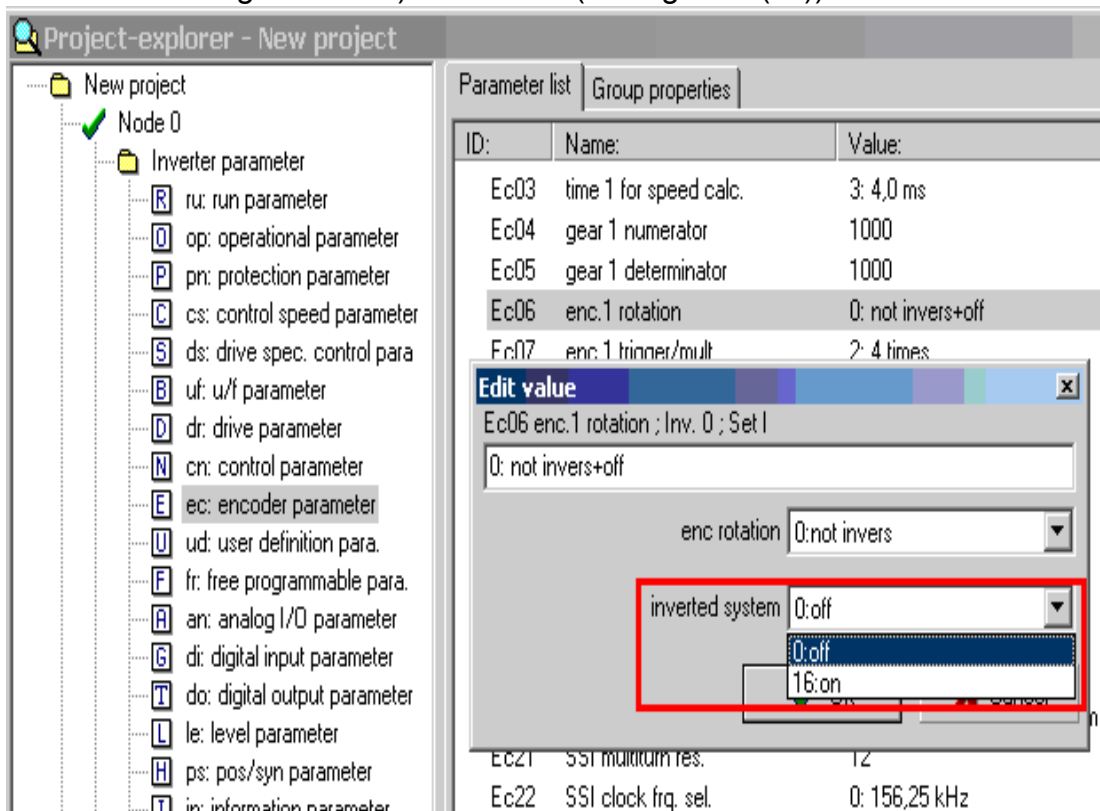 Project-explorer - New project
New project
Node 0
Inverter parameter
R ru: run parameter
O op: operational parameter
P pn: protection parameter
C cs: control speed parameter
S ds: drive spec. control para
B uf: u/f parameter
D dr: drive parameter
N cn: control parameter
E ec: encoder parameter
U ud: user definition para.
F fr: free programmable para.
A an: analog I/O parameter
G di: digital input parameter
T do: digital output parameter
L le: level parameter
H ps: pos/syn parameter
I in: information parameter
Parameter list Group properties
ID: Name: Value:
Ec03 time 1 for speed calc. 3: 4,0 ms
Ec04 gear 1 numerator 1000
Ec05 gear 1 determinator 1000
Ec06 enc.1 rotation 0: not invers+off
Ec07 enc.1 trigger/mult 2: 4 times
Edit value
Ec06 enc.1 rotation ; Inv. 0 ; Set I
0: not invers+off
enc rotation 0:not invers
inverted system 0:off
0:off
16:on
Ec21 SSI multiturn res. 12
Ec22 SSI clock frq. sel. 0: 156,25 kHz